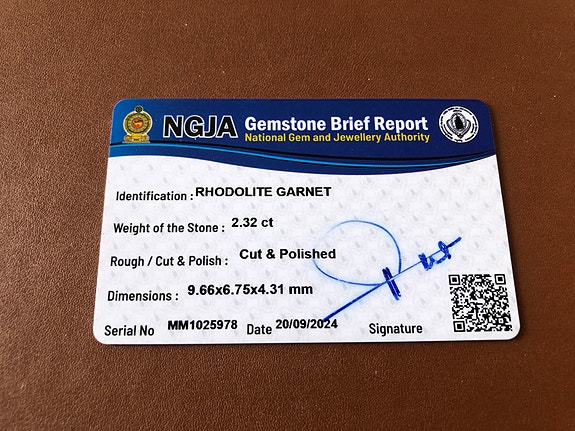 NGJA Gemstone Brief Report
National Gem and Jewellery Authority
Identification : RHODOLITE GARNET
Weight of the Stone : 2.32 ct
Rough / Cut & Polish : Cut & Polished
Dimensions : 9.66x6.75x4.31 mm
Serial No MM1025978 Date 20/09/2024 Signature